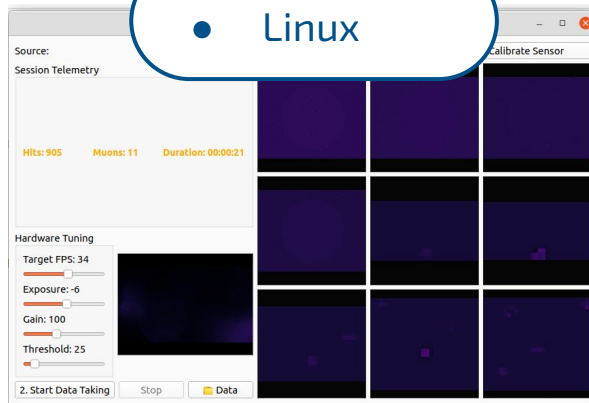 • Linux
Source:
Calibrate Sensor
Session Telemetry
Hits: 905 Muons: 11 Duration: 00:00:21
Hardware Tuning
Target FPS: 34
Exposure: -6
Gain: 100
Threshold: 25
2. Start Data Taking Stop Data